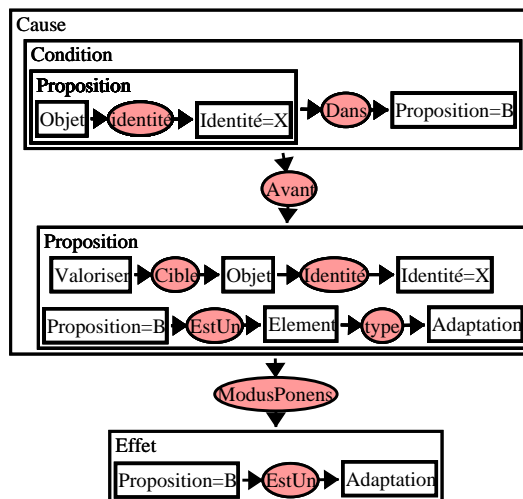 Cause
Condition
Proposition
Objet identité Identité=X Dans Proposition=B
Avant
Proposition
Valoriser Cible Objet Identité Identité=X
Proposition=B EstUn Element type Adaptation
ModusPonens
Effet
Proposition=B EstUn Adaptation